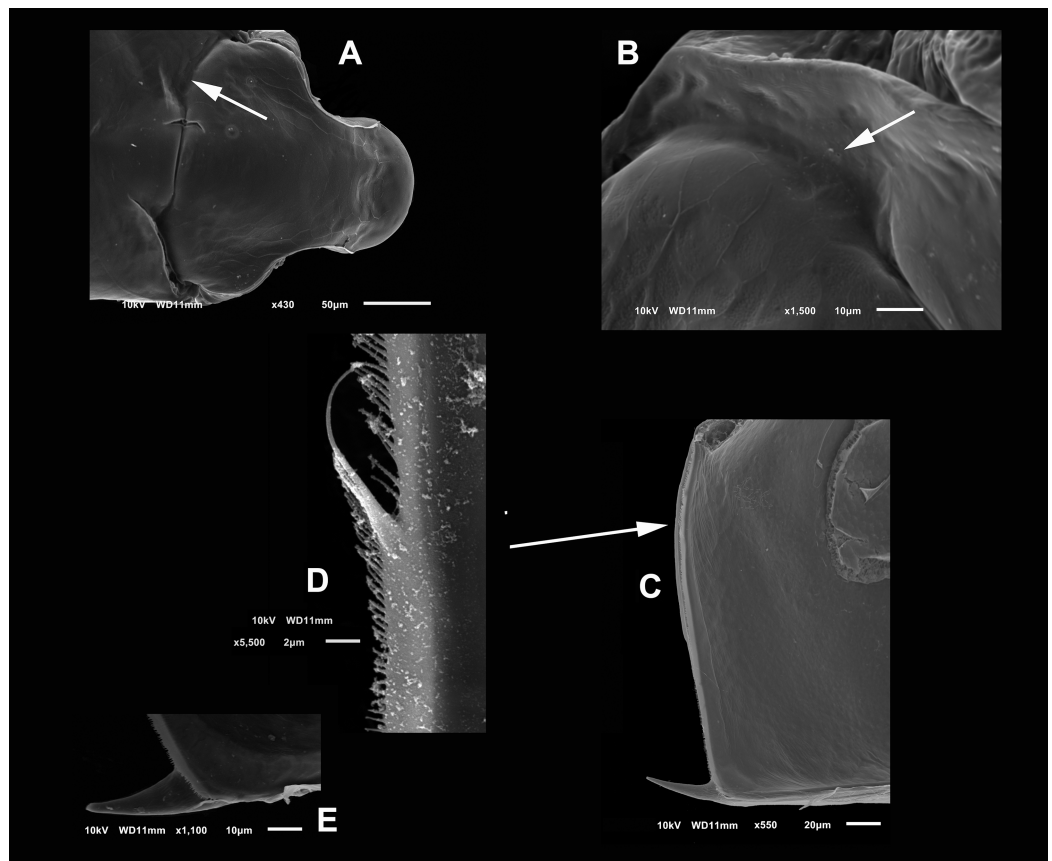 A
10kV WD11mm x430 50µm
B
10kV WD11mm x1,500 10µm
D
10kV WD11mm
x5,500 2µm
C
10kV WD11mm x550 20µm
E
10kV WD11mm x1,100 10µm